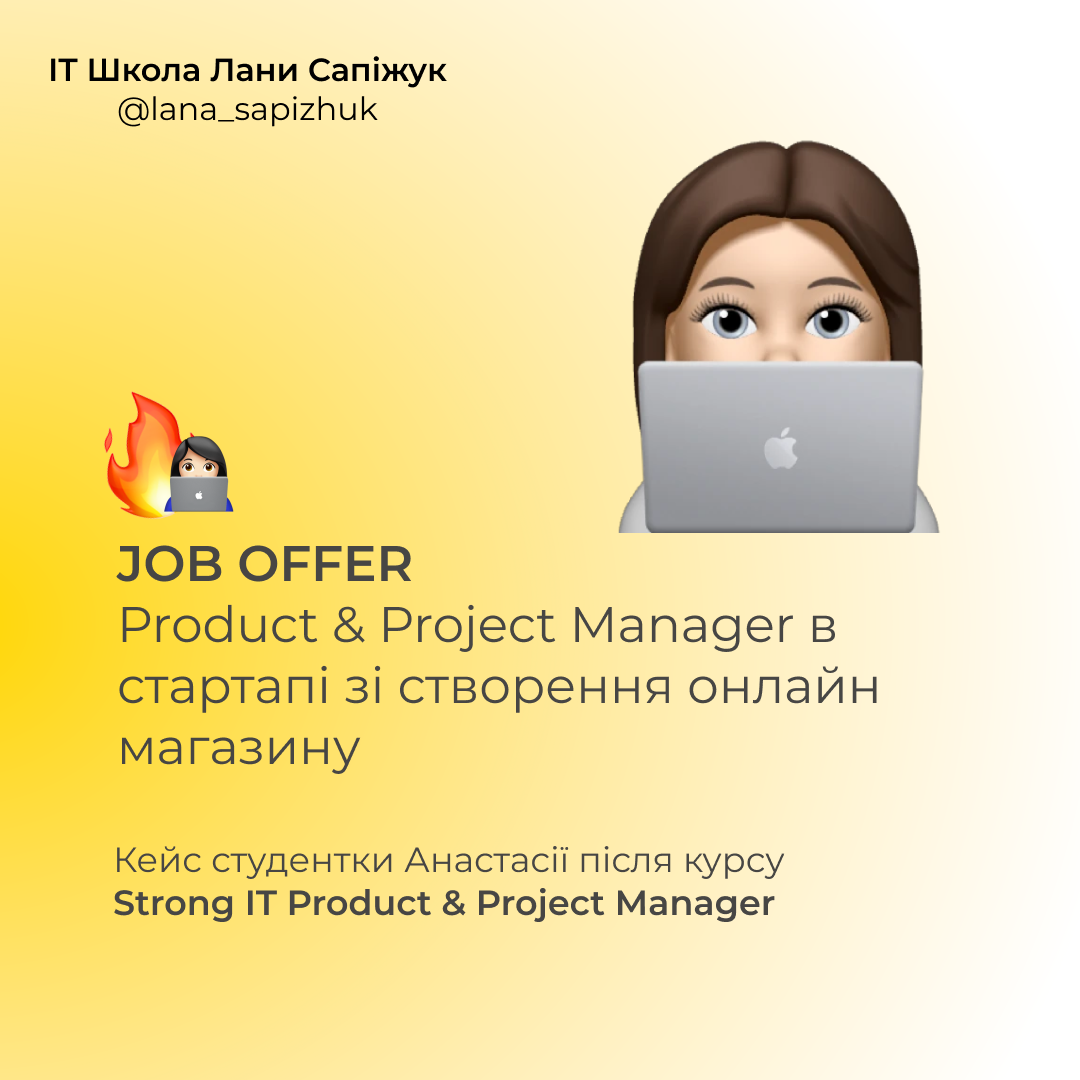 IT Школа Лани Сапіжук
@lana_sapizhuk
JOB OFFER
Product & Project Manager в
стартапі зі створення онлайн
магазину
Кейс студентки Анастасії після курсу
Strong IT Product & Project Manager